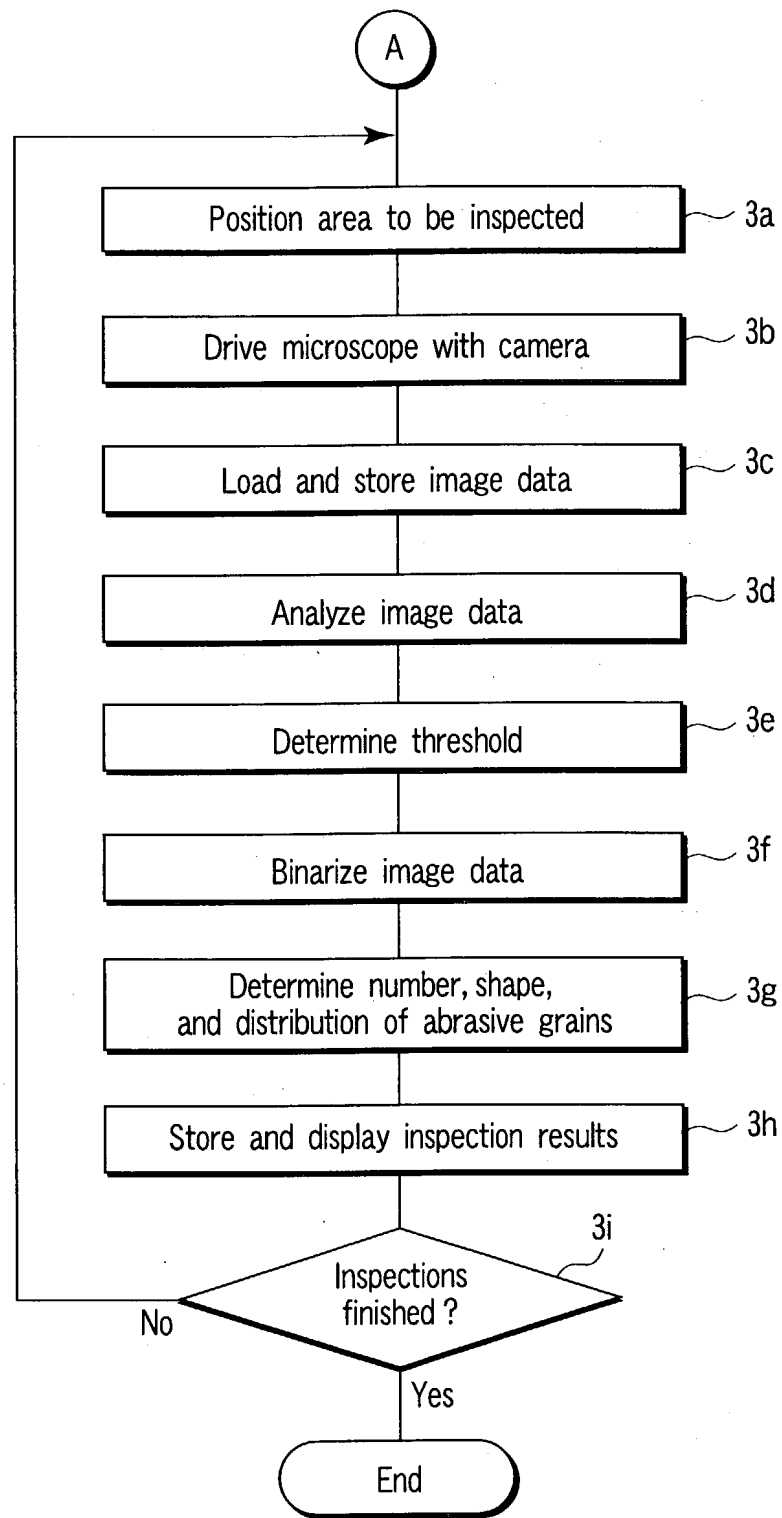 A
Position area to be inspected
3a
Drive microscope with camera
3b
Load and store image data
3c
Analyze image data
3d
Determine threshold
3e
Binarize image data
3f
Determine number, shape,
and distribution of abrasive grains
3g
Store and display inspection results
3h
3i
Inspections
finished ?
No
Yes
End